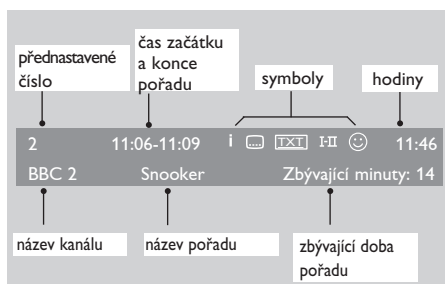 přednastavené
číslo
čas začátku
a konce
pořadu
symboly
hodiny
2 11:06-11:09 i .... TXT I-II 11:46
BBC 2 Snooker Zbývající minuty: 14
název kanálu
název pořadu
zbývající doba
pořadu